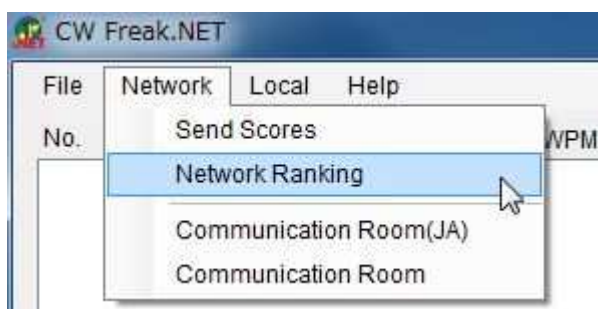 CW Freak.NET
File Network Local Help
No. WPM
Send Scores
Network Ranking
Communication Room(JA)
Communication Room